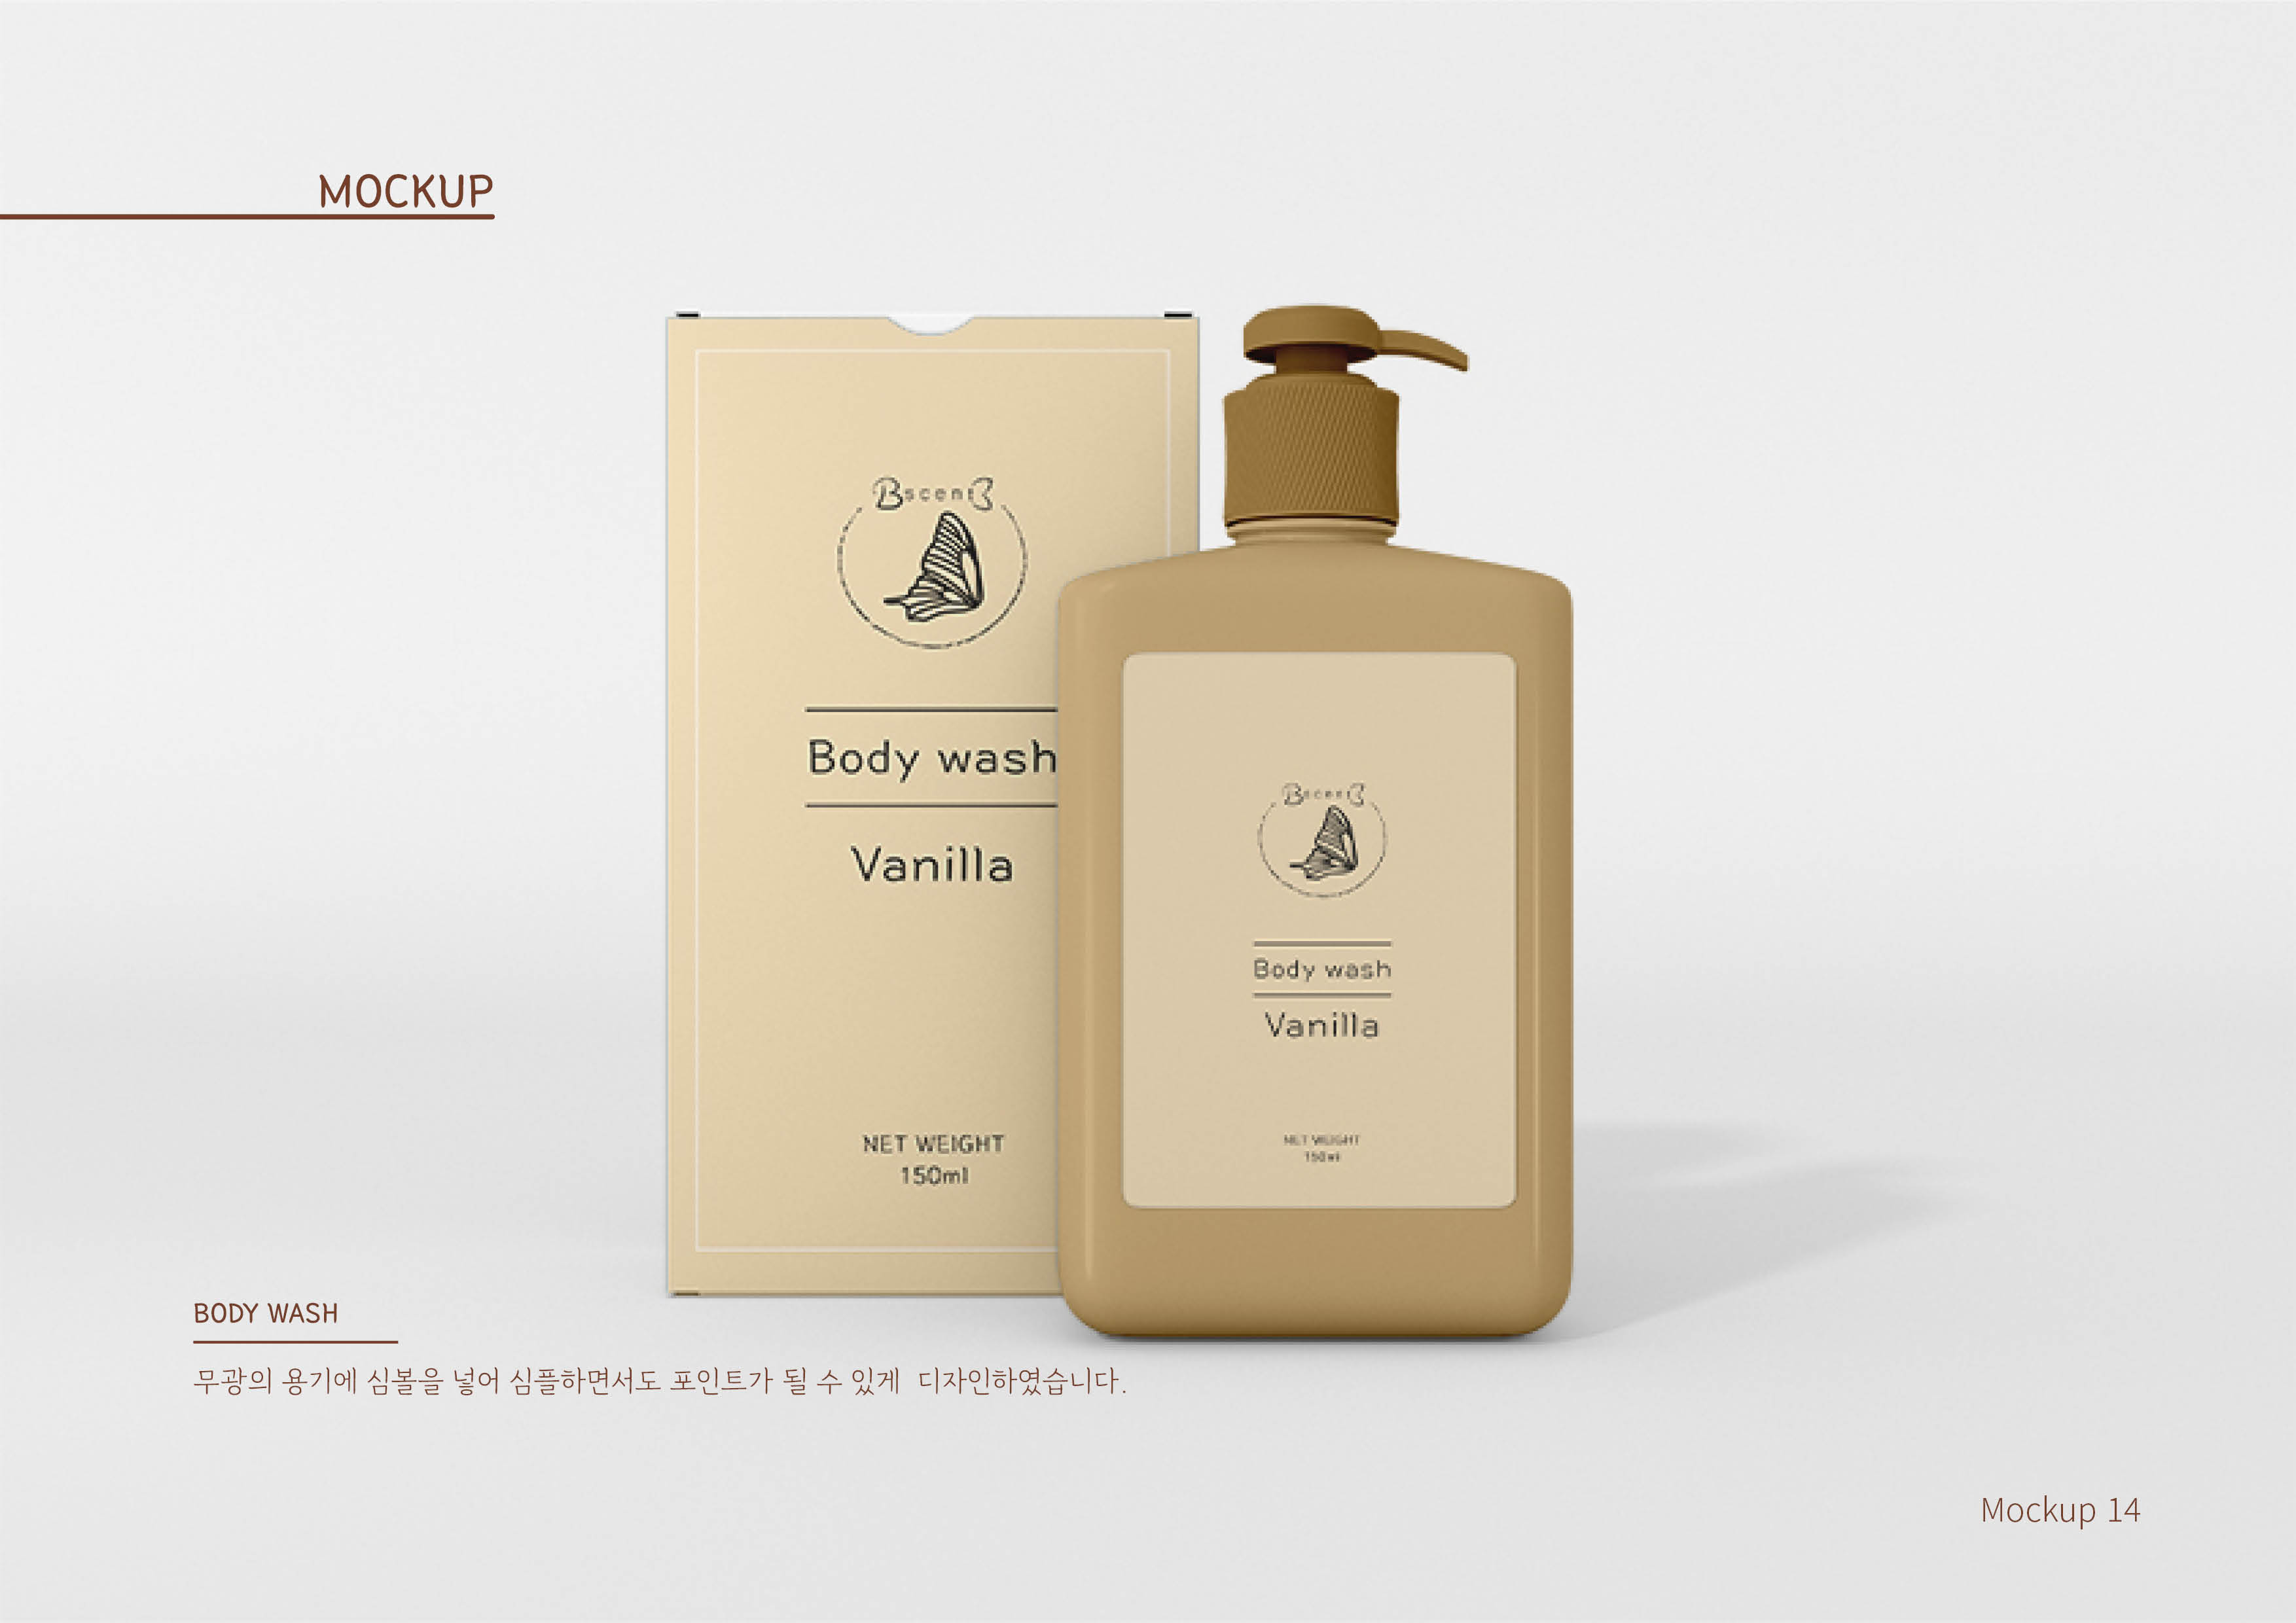 MOCKUP
Bscent
Body wash
Vanilla
NET WEIGHT
150ml
Bscent
Body wash
Vanilla
NET WEIGHT
150ml
BODY WASH
무광의 용기에 심볼을 넣어 심플하면서도 포인트가 될 수 있게 디자인하였습니다.
Mockup 14